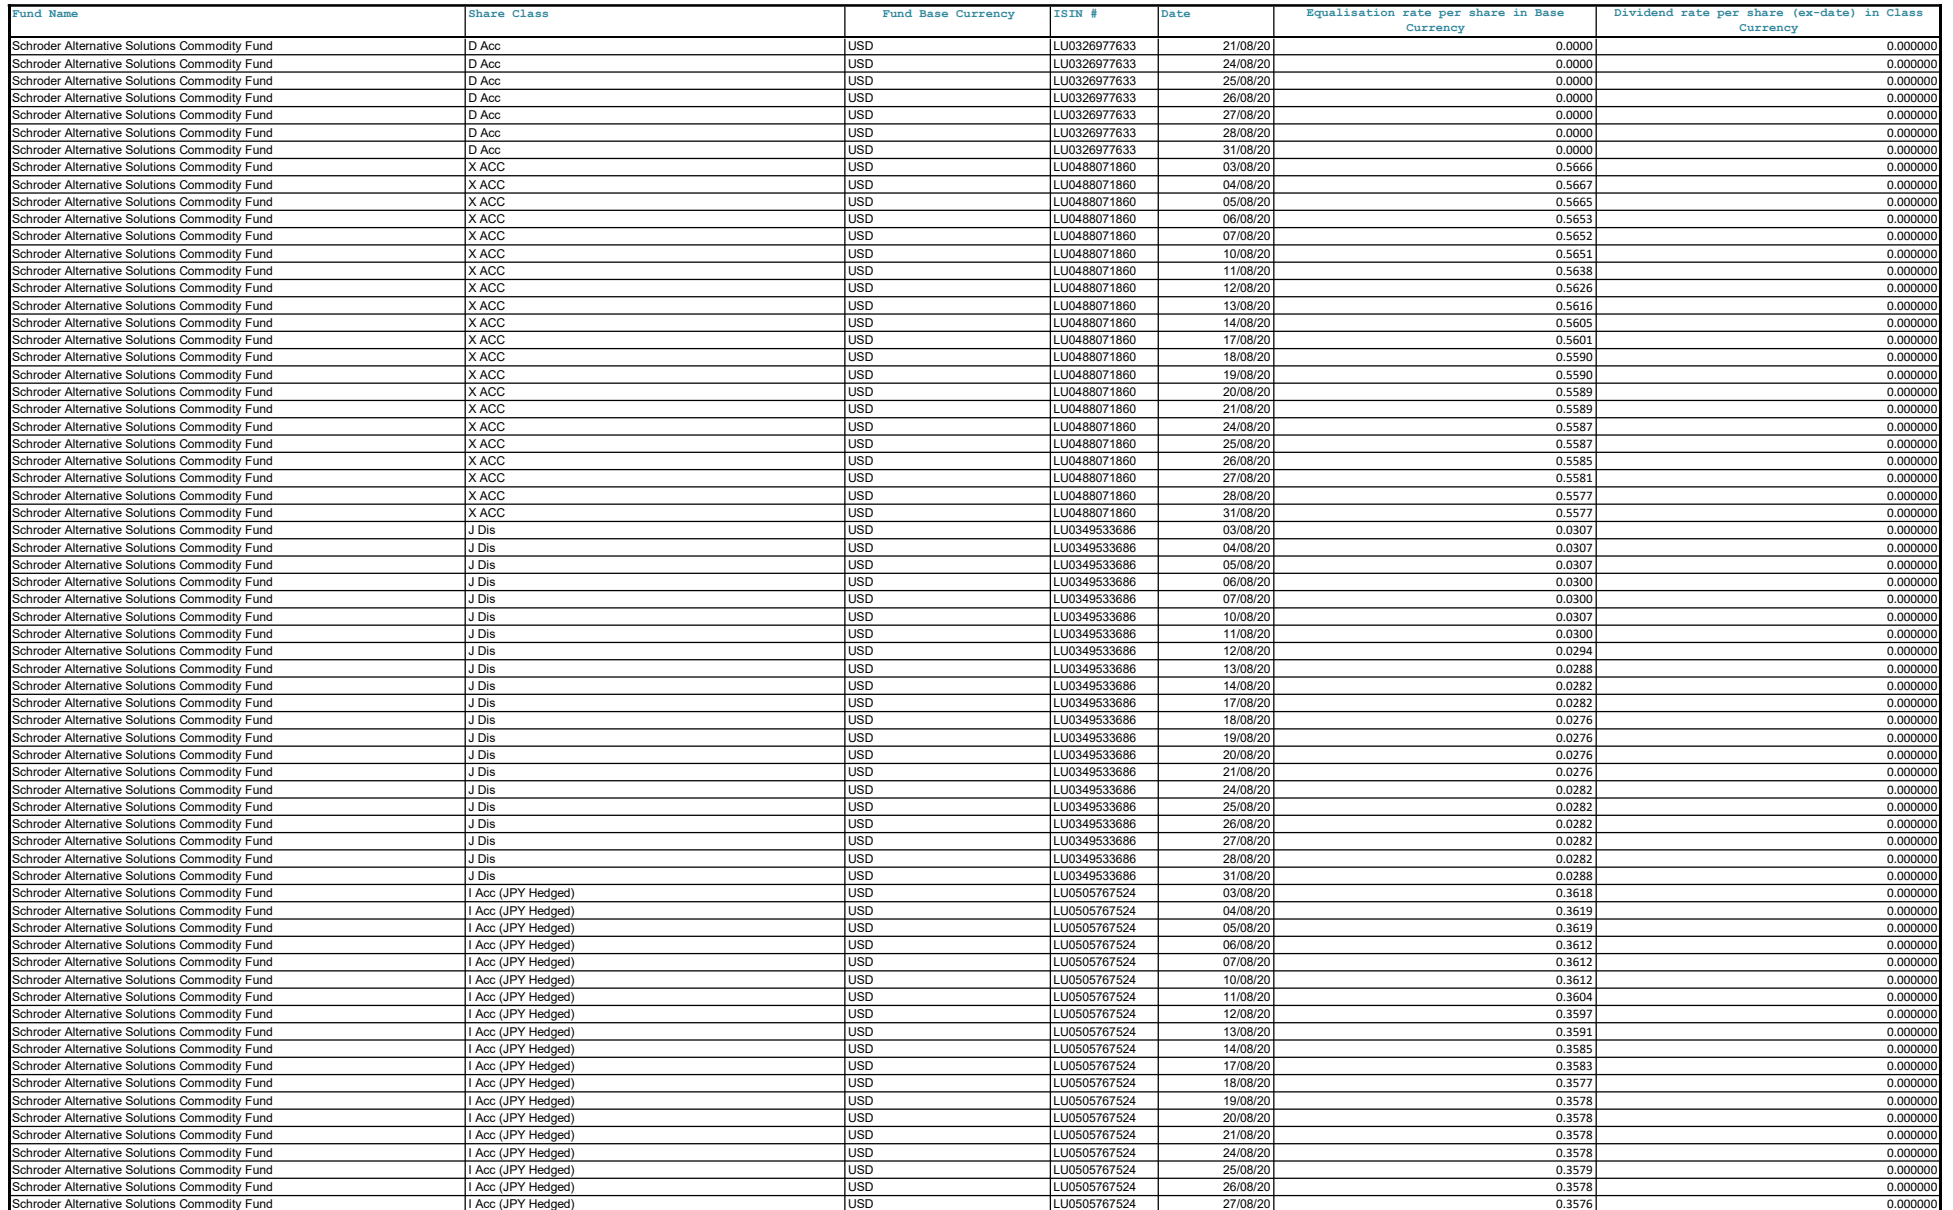 Fund Name Share Class Fund Base Currency ISIN # Date Equalisation rate per share in Base Dividend rate per share (ex-date) in Class
Currency Currency
Schroder Alternative Solutions Commodity Fund D Acc USD LU0326977633 21/08/20 0.0000 0.000000
Schroder Alternative Solutions Commodity Fund D Acc USD LU0326977633 24/08/20 0.0000 0.000000
Schroder Alternative Solutions Commodity Fund D Acc USD LU0326977633 25/08/20 0.0000 0.000000
Schroder Alternative Solutions Commodity Fund D Acc USD LU0326977633 26/08/20 0.0000 0.000000
Schroder Alternative Solutions Commodity Fund D Acc USD LU0326977633 27/08/20 0.0000 0.000000
Schroder Alternative Solutions Commodity Fund D Acc USD LU0326977633 28/08/20 0.0000 0.000000
Schroder Alternative Solutions Commodity Fund D Acc USD LU0326977633 31/08/20 0.0000 0.000000
Schroder Alternative Solutions Commodity Fund X ACC USD LU0488071860 03/08/20 0.5666 0.000000
Schroder Alternative Solutions Commodity Fund X ACC USD LU0488071860 04/08/20 0.5667 0.000000
Schroder Alternative Solutions Commodity Fund X ACC USD LU0488071860 05/08/20 0.5665 0.000000
Schroder Alternative Solutions Commodity Fund X ACC USD LU0488071860 06/08/20 0.5653 0.000000
Schroder Alternative Solutions Commodity Fund X ACC USD LU0488071860 07/08/20 0.5652 0.000000
Schroder Alternative Solutions Commodity Fund X ACC USD LU0488071860 10/08/20 0.5651 0.000000
Schroder Alternative Solutions Commodity Fund X ACC USD LU0488071860 11/08/20 0.5638 0.000000
Schroder Alternative Solutions Commodity Fund X ACC USD LU0488071860 12/08/20 0.5626 0.000000
Schroder Alternative Solutions Commodity Fund X ACC USD LU0488071860 13/08/20 0.5616 0.000000
Schroder Alternative Solutions Commodity Fund X ACC USD LU0488071860 14/08/20 0.5605 0.000000
Schroder Alternative Solutions Commodity Fund X ACC USD LU0488071860 17/08/20 0.5601 0.000000
Schroder Alternative Solutions Commodity Fund X ACC USD LU0488071860 18/08/20 0.5590 0.000000
Schroder Alternative Solutions Commodity Fund X ACC USD LU0488071860 19/08/20 0.5590 0.000000
Schroder Alternative Solutions Commodity Fund X ACC USD LU0488071860 20/08/20 0.5589 0.000000
Schroder Alternative Solutions Commodity Fund X ACC USD LU0488071860 21/08/20 0.5589 0.000000
Schroder Alternative Solutions Commodity Fund X ACC USD LU0488071860 24/08/20 0.5587 0.000000
Schroder Alternative Solutions Commodity Fund X ACC USD LU0488071860 25/08/20 0.5587 0.000000
Schroder Alternative Solutions Commodity Fund X ACC USD LU0488071860 26/08/20 0.5585 0.000000
Schroder Alternative Solutions Commodity Fund X ACC USD LU0488071860 27/08/20 0.5581 0.000000
Schroder Alternative Solutions Commodity Fund X ACC USD LU0488071860 28/08/20 0.5577 0.000000
Schroder Alternative Solutions Commodity Fund X ACC USD LU0488071860 31/08/20 0.5577 0.000000
Schroder Alternative Solutions Commodity Fund J Dis USD LU0349533686 03/08/20 0.0307 0.000000
Schroder Alternative Solutions Commodity Fund J Dis USD LU0349533686 04/08/20 0.0307 0.000000
Schroder Alternative Solutions Commodity Fund J Dis USD LU0349533686 05/08/20 0.0307 0.000000
Schroder Alternative Solutions Commodity Fund J Dis USD LU0349533686 06/08/20 0.0300 0.000000
Schroder Alternative Solutions Commodity Fund J Dis USD LU0349533686 07/08/20 0.0300 0.000000
Schroder Alternative Solutions Commodity Fund J Dis USD LU0349533686 10/08/20 0.0307 0.000000
Schroder Alternative Solutions Commodity Fund J Dis USD LU0349533686 11/08/20 0.0300 0.000000
Schroder Alternative Solutions Commodity Fund J Dis USD LU0349533686 12/08/20 0.0294 0.000000
Schroder Alternative Solutions Commodity Fund J Dis USD LU0349533686 13/08/20 0.0288 0.000000
Schroder Alternative Solutions Commodity Fund J Dis USD LU0349533686 14/08/20 0.0282 0.000000
Schroder Alternative Solutions Commodity Fund J Dis USD LU0349533686 17/08/20 0.0282 0.000000
Schroder Alternative Solutions Commodity Fund J Dis USD LU0349533686 18/08/20 0.0276 0.000000
Schroder Alternative Solutions Commodity Fund J Dis USD LU0349533686 19/08/20 0.0276 0.000000
Schroder Alternative Solutions Commodity Fund J Dis USD LU0349533686 20/08/20 0.0276 0.000000
Schroder Alternative Solutions Commodity Fund J Dis USD LU0349533686 21/08/20 0.0276 0.000000
Schroder Alternative Solutions Commodity Fund J Dis USD LU0349533686 24/08/20 0.0282 0.000000
Schroder Alternative Solutions Commodity Fund J Dis USD LU0349533686 25/08/20 0.0282 0.000000
Schroder Alternative Solutions Commodity Fund J Dis USD LU0349533686 26/08/20 0.0282 0.000000
Schroder Alternative Solutions Commodity Fund J Dis USD LU0349533686 27/08/20 0.0282 0.000000
Schroder Alternative Solutions Commodity Fund J Dis USD LU0349533686 28/08/20 0.0282 0.000000
Schroder Alternative Solutions Commodity Fund J Dis USD LU0349533686 31/08/20 0.0288 0.000000
Schroder Alternative Solutions Commodity Fund I Acc (JPY Hedged) USD LU0505767524 03/08/20 0.3618 0.000000
Schroder Alternative Solutions Commodity Fund I Acc (JPY Hedged) USD LU0505767524 04/08/20 0.3619 0.000000
Schroder Alternative Solutions Commodity Fund I Acc (JPY Hedged) USD LU0505767524 05/08/20 0.3619 0.000000
Schroder Alternative Solutions Commodity Fund I Acc (JPY Hedged) USD LU0505767524 06/08/20 0.3612 0.000000
Schroder Alternative Solutions Commodity Fund I Acc (JPY Hedged) USD LU0505767524 07/08/20 0.3612 0.000000
Schroder Alternative Solutions Commodity Fund I Acc (JPY Hedged) USD LU0505767524 10/08/20 0.3612 0.000000
Schroder Alternative Solutions Commodity Fund I Acc (JPY Hedged) USD LU0505767524 11/08/20 0.3604 0.000000
Schroder Alternative Solutions Commodity Fund I Acc (JPY Hedged) USD LU0505767524 12/08/20 0.3597 0.000000
Schroder Alternative Solutions Commodity Fund I Acc (JPY Hedged) USD LU0505767524 13/08/20 0.3591 0.000000
Schroder Alternative Solutions Commodity Fund I Acc (JPY Hedged) USD LU0505767524 14/08/20 0.3585 0.000000
Schroder Alternative Solutions Commodity Fund I Acc (JPY Hedged) USD LU0505767524 17/08/20 0.3583 0.000000
Schroder Alternative Solutions Commodity Fund I Acc (JPY Hedged) USD LU0505767524 18/08/20 0.3577 0.000000
Schroder Alternative Solutions Commodity Fund I Acc (JPY Hedged) USD LU0505767524 19/08/20 0.3578 0.000000
Schroder Alternative Solutions Commodity Fund I Acc (JPY Hedged) USD LU0505767524 20/08/20 0.3578 0.000000
Schroder Alternative Solutions Commodity Fund I Acc (JPY Hedged) USD LU0505767524 21/08/20 0.3578 0.000000
Schroder Alternative Solutions Commodity Fund I Acc (JPY Hedged) USD LU0505767524 24/08/20 0.3578 0.000000
Schroder Alternative Solutions Commodity Fund I Acc (JPY Hedged) USD LU0505767524 25/08/20 0.3579 0.000000
Schroder Alternative Solutions Commodity Fund I Acc (JPY Hedged) USD LU0505767524 26/08/20 0.3578 0.000000
Schroder Alternative Solutions Commodity Fund I Acc (JPY Hedged) USD LU0505767524 27/08/20 0.3576 0.000000